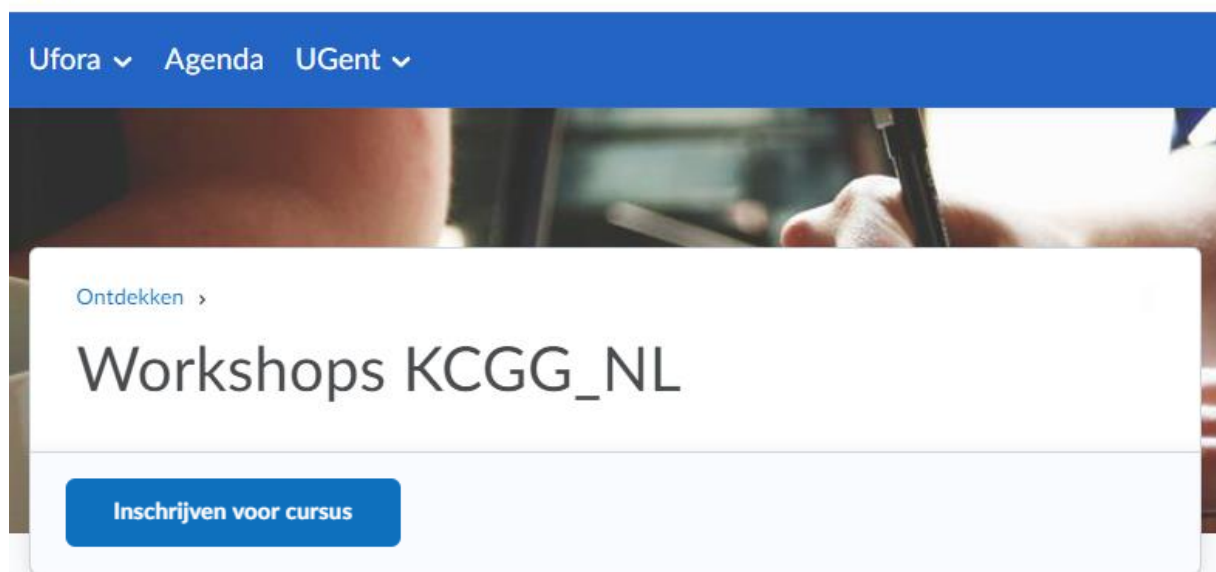 Ufora Agenda UGent
Ontdekken ›
Workshops KCGG_NL
Inschrijven voor cursus